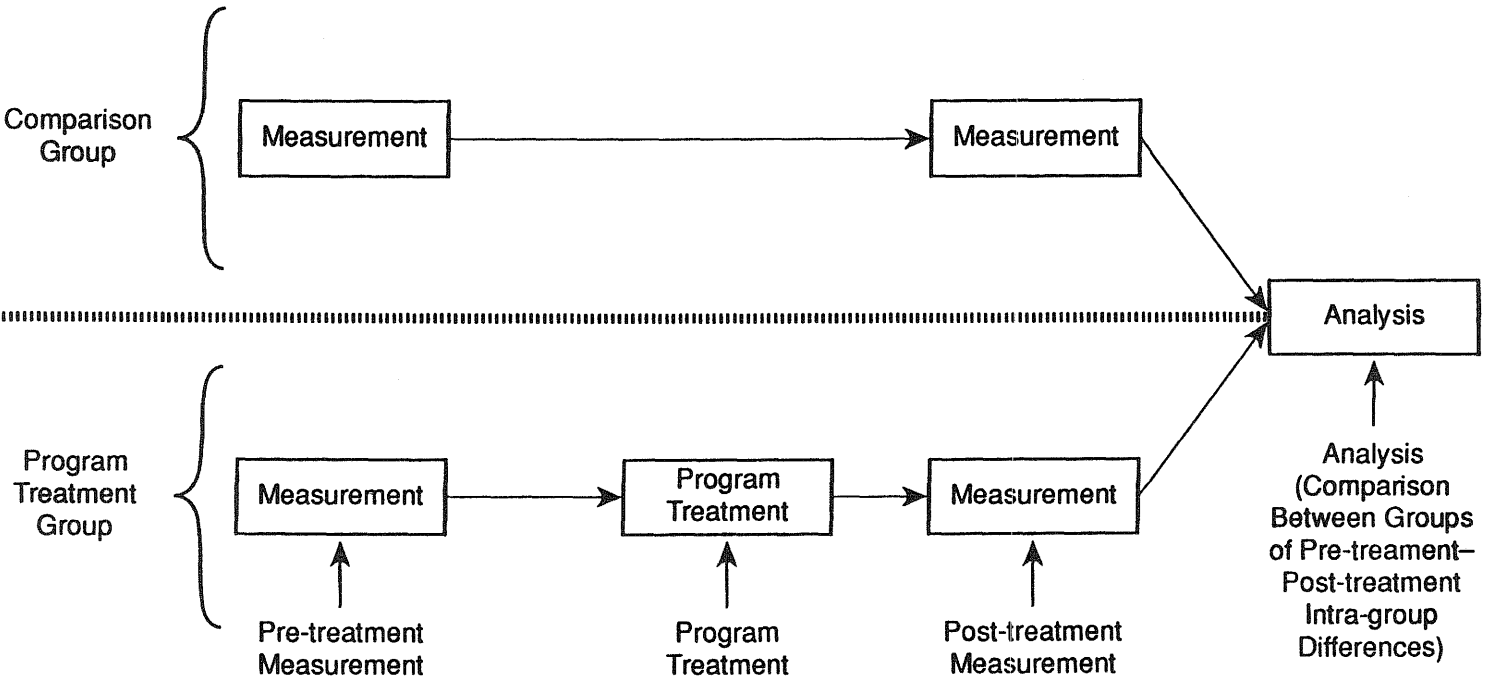 Comparison
Group
Measurement
Measurement
Analysis
Program
Treatment
Group
Measurement
Program
Treatment
Measurement
Pre-treatment
Measurement
Program
Treatment
Post-treatment
Measurement
Analysis
(Comparison
Between Groups
of Pre-treament–
Post-treatment
Intra-group
Differences)